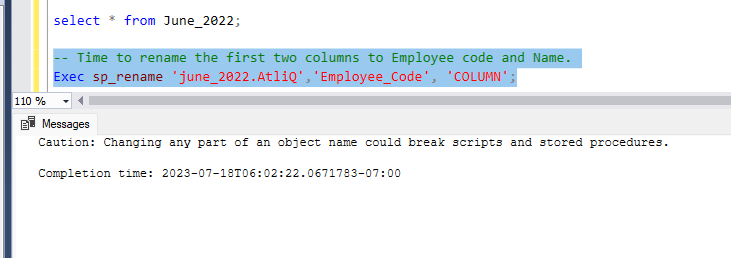 select * from June_2022;
-- Time to rename the first two columns to Employee code and Name.
Exec sp_rename 'june_2022.AtliQ','Employee_Code', 'COLUMN';
110 %
Messages
Caution: Changing any part of an object name could break scripts and stored procedures.
Completion time: 2023-07-18T06:02:22.0671783-07:00